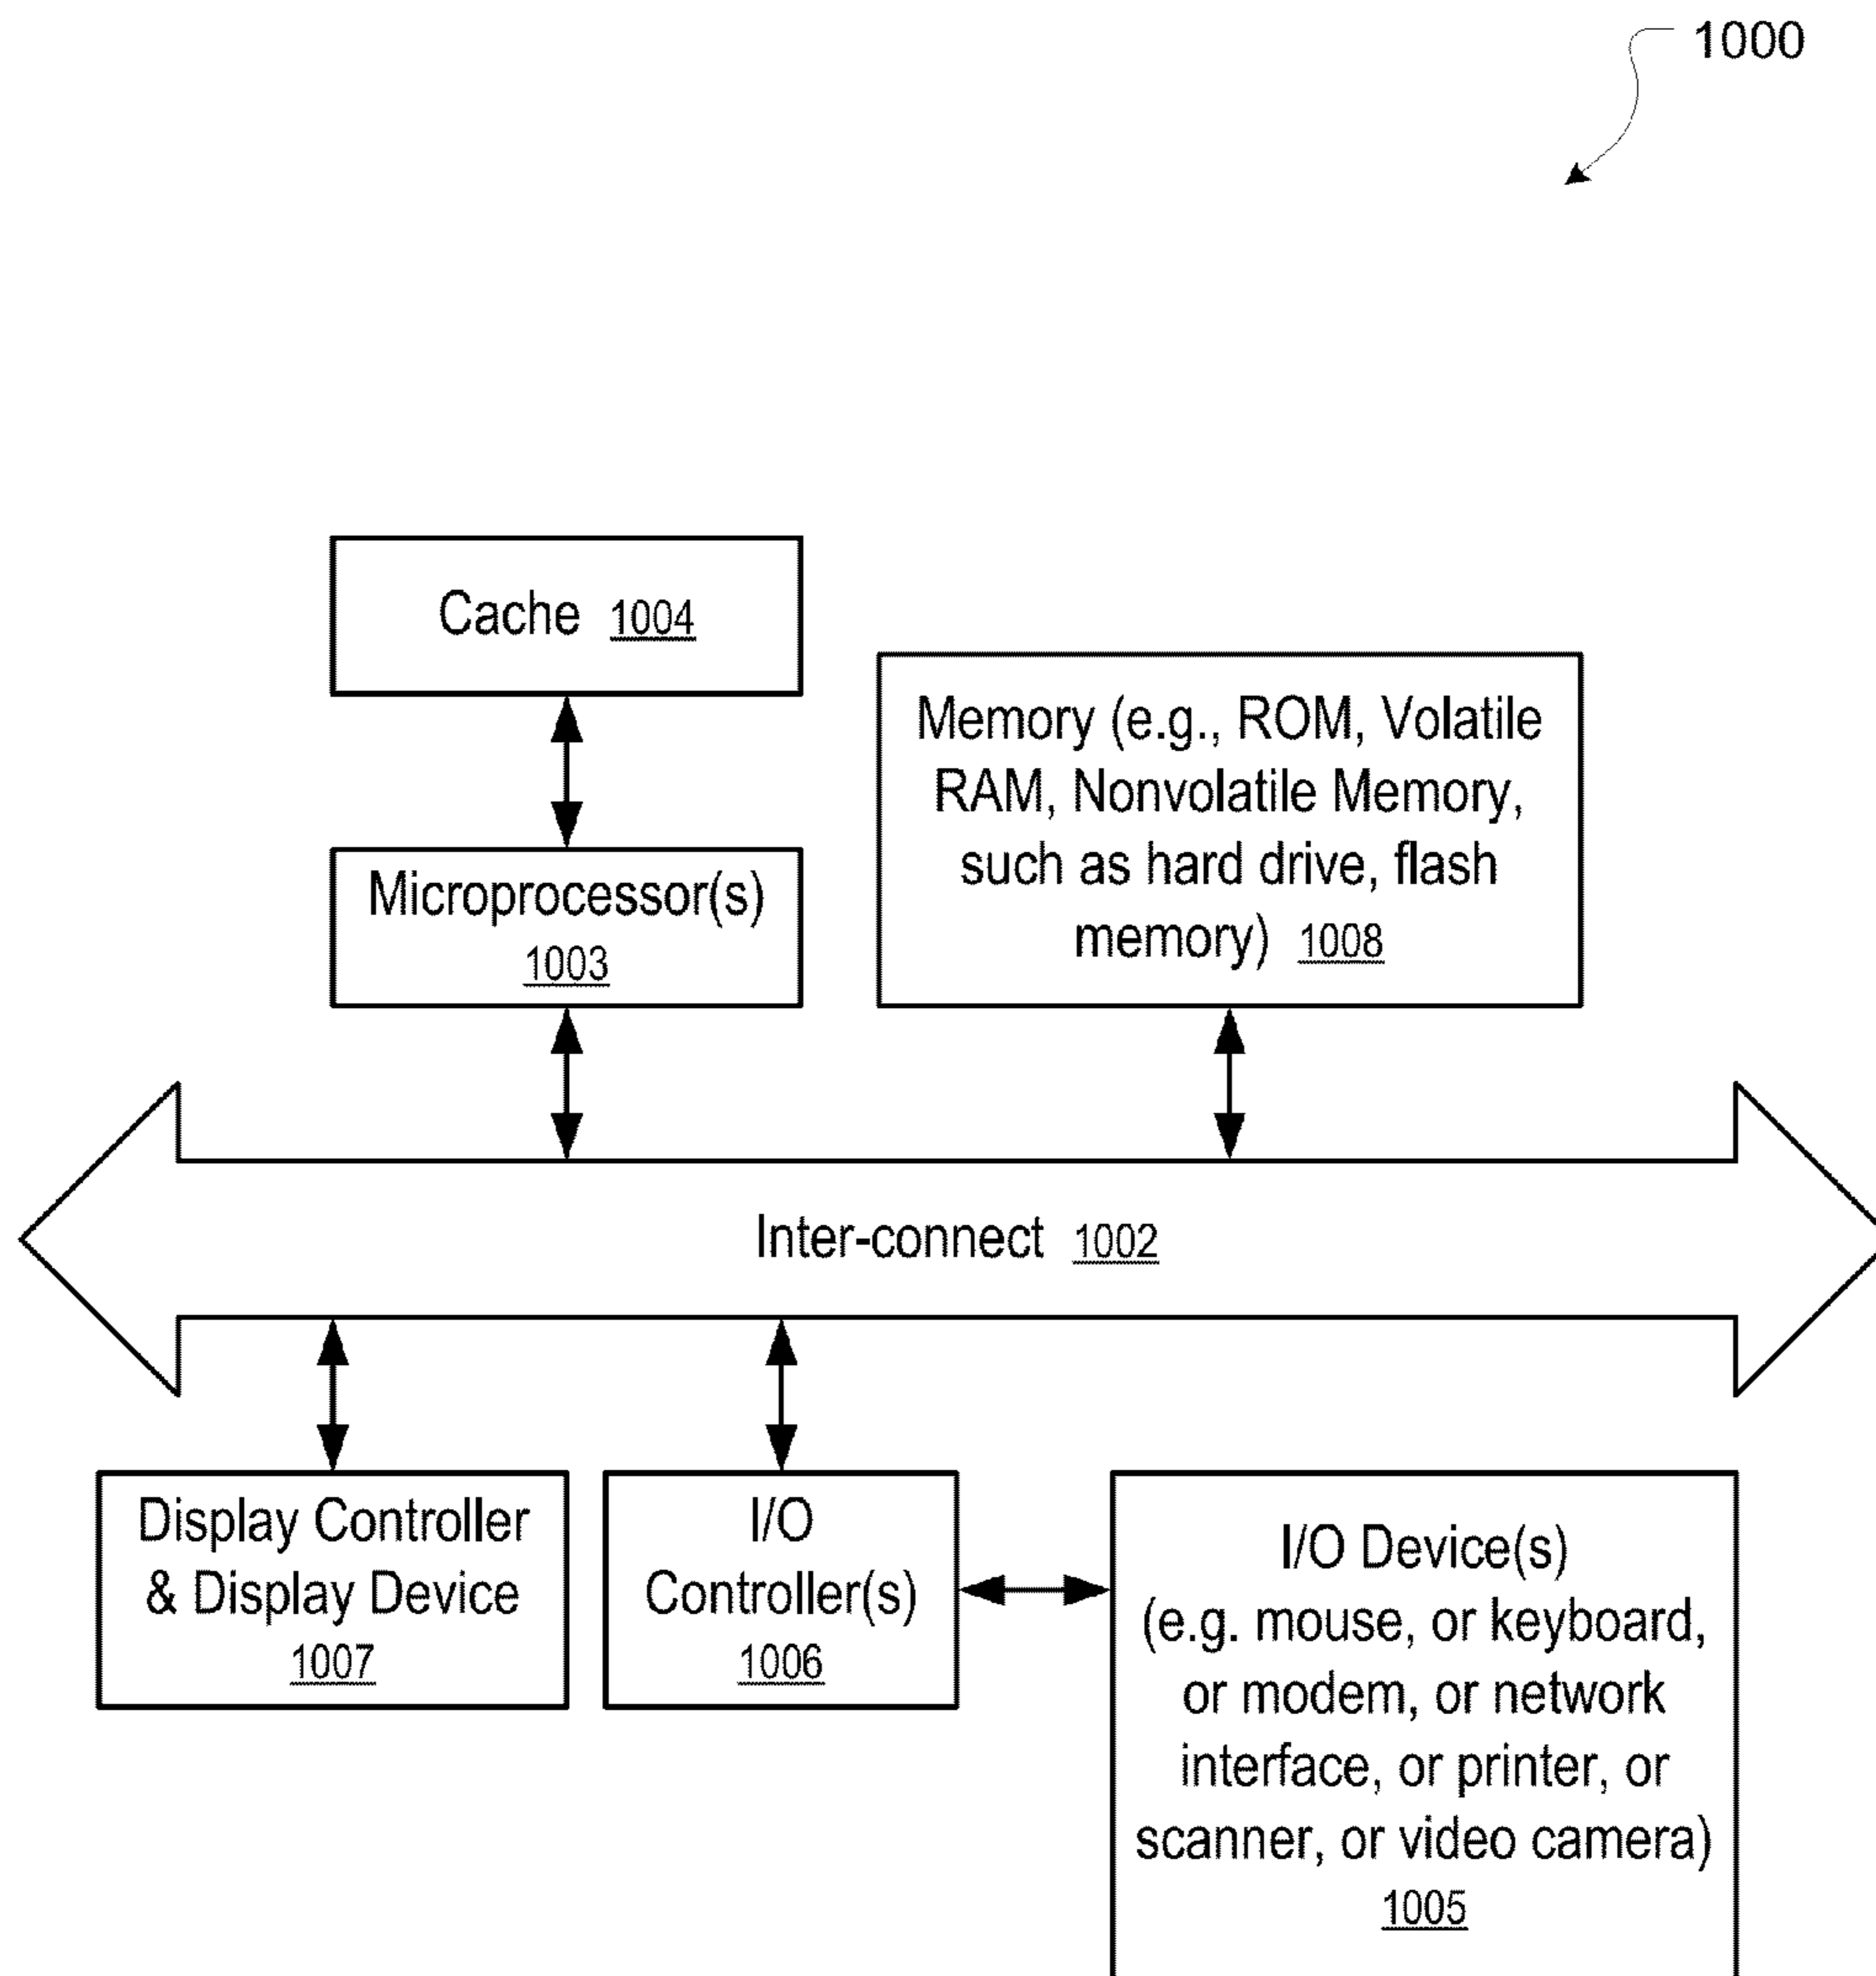 1000
Cache 1004
Microprocessor(s)
1003
Memory (e.g., ROM, Volatile
RAM, Nonvolatile Memory,
such as hard drive, flash
memory) 1008
Inter-connect 1002
Display Controller
& Display Device
1007
I/O
Controller(s)
1006
I/O Device(s)
(e.g. mouse, or keyboard,
or modem, or network
interface, or printer, or
scanner, or video camera)
1005